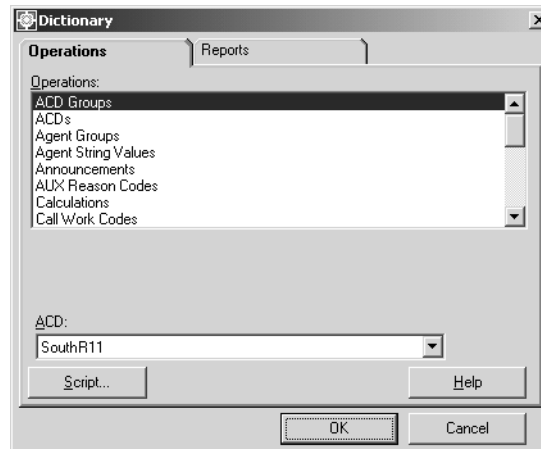 Dictionary
Operations Reports
Operations:
ACD Groups
ACDs
Agent Groups
Agent String Values
Announcements
AUX Reason Codes
Calculations
Call Work Codes
ACD:
SouthR11
Script... Help
OK Cancel